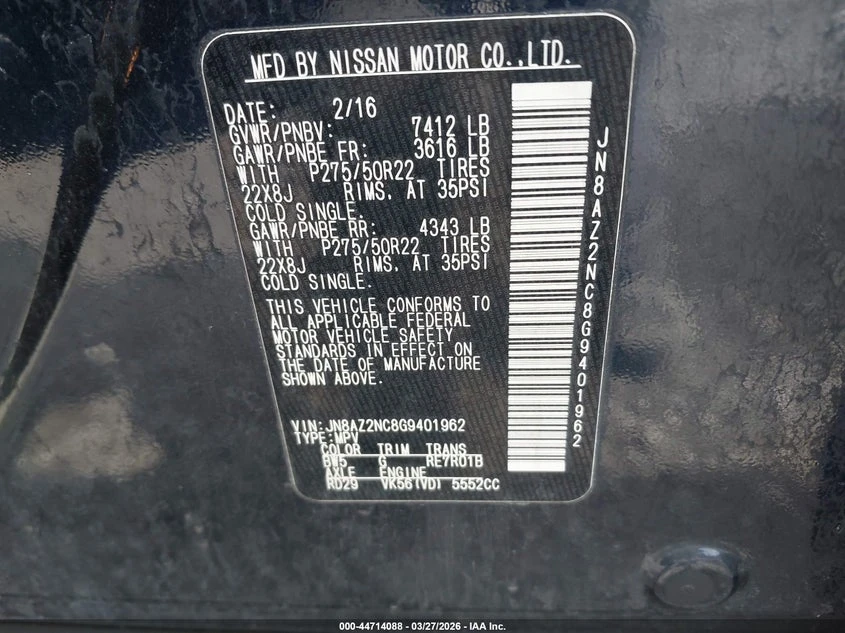 MFD BY NISSAN MOTOR CO.,LTD.
DATE: 2/16
GVWR/PNBV: 7412 LB
GAWR/PNBE FR: 3616 LB
WITH P275/50R22 TIRES
22X8J RIMS, AT 35PSI
COLD SINGLE.
GAWR/PNBE RR: 4343 LB
WITH P275/50R22 TIRES
22X8J RIMS, AT 35PSI
COLD SINGLE.
THIS VEHICLE CONFORMS TO
ALL APPLICABLE FEDERAL
MOTOR VEHICLE SAFETY
STANDARDS IN EFFECT ON
THE DATE OF MANUFACTURE
SHOWN ABOVE.
VIN:JN8AZ2NC8G9401962
TYPE:MPV
COLOR TRIM TRANS
BW5 G RE7R01B
AXLE ENGINE
RD29 VK56(VD) 5552CC
JN8AZ2NC8G9401962
000-44714088 - 03/27/2026 - IAA Inc.